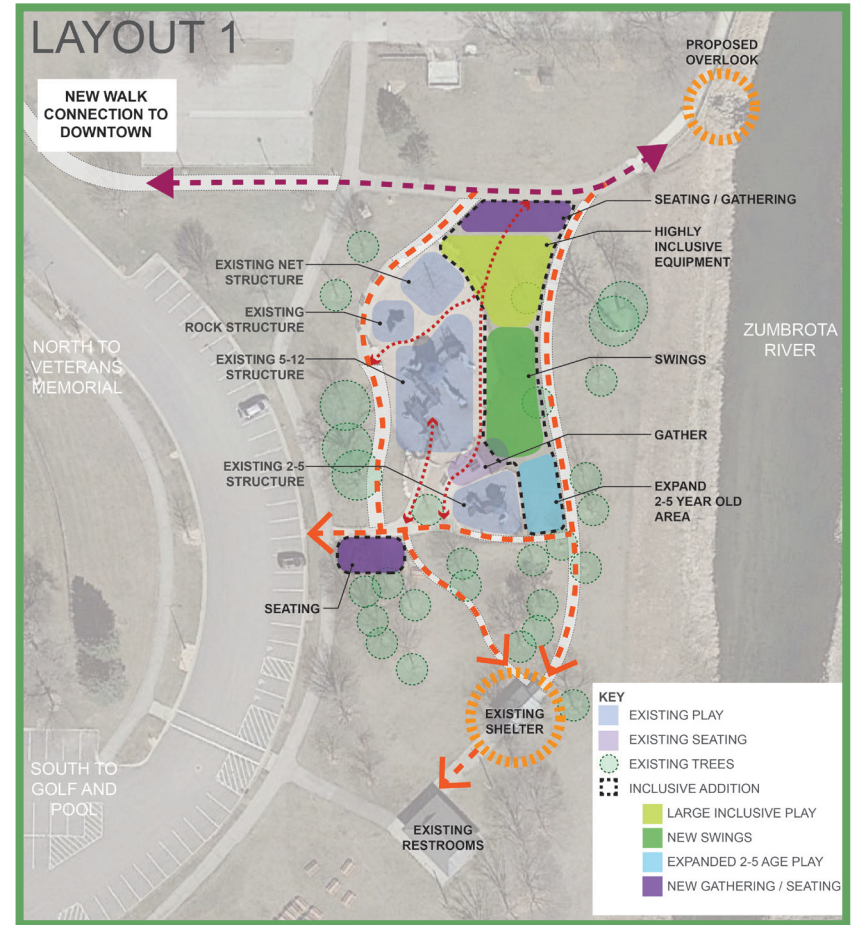 LAYOUT 1
PROPOSED
OVERLOOK
NEW WALK
CONNECTION TO
DOWNTOWN
SEATING / GATHERING
HIGHLY
INCLUSIVE
EQUIPMENT
EXISTING NET
STRUCTURE
EXISTING
ROCK STRUCTURE
NORTH TO
VETERANS
MEMORIAL
ZUMBROTA
RIVER
EXISTING 5-12
STRUCTURE
SWINGS
GATHER
EXISTING 2-5
STRUCTURE
EXPAND
2-5 YEAR OLD
AREA
SEATING
EXISTING
SHELTER
SOUTH TO
GOLF AND
POOL
EXISTING
RESTROOMS
KEY
EXISTING PLAY
EXISTING SEATING
EXISTING TREES
INCLUSIVE ADDITION
LARGE INCLUSIVE PLAY
NEW SWINGS
EXPANDED 2-5 AGE PLAY
NEW GATHERING / SEATING